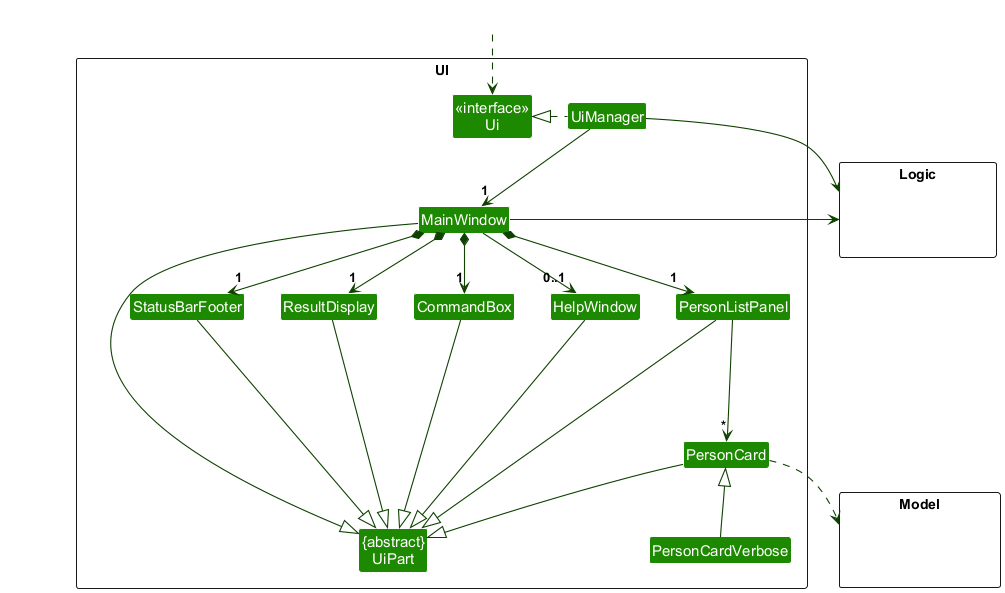 UI
«interface»
Ui
UiManager
Logic
1
MainWindow
1
1
1
0..1
1
StatusBarFooter
ResultDisplay
CommandBox
HelpWindow
PersonListPanel
*
PersonCard
Model
{abstract}
UiPart
PersonCardVerbose